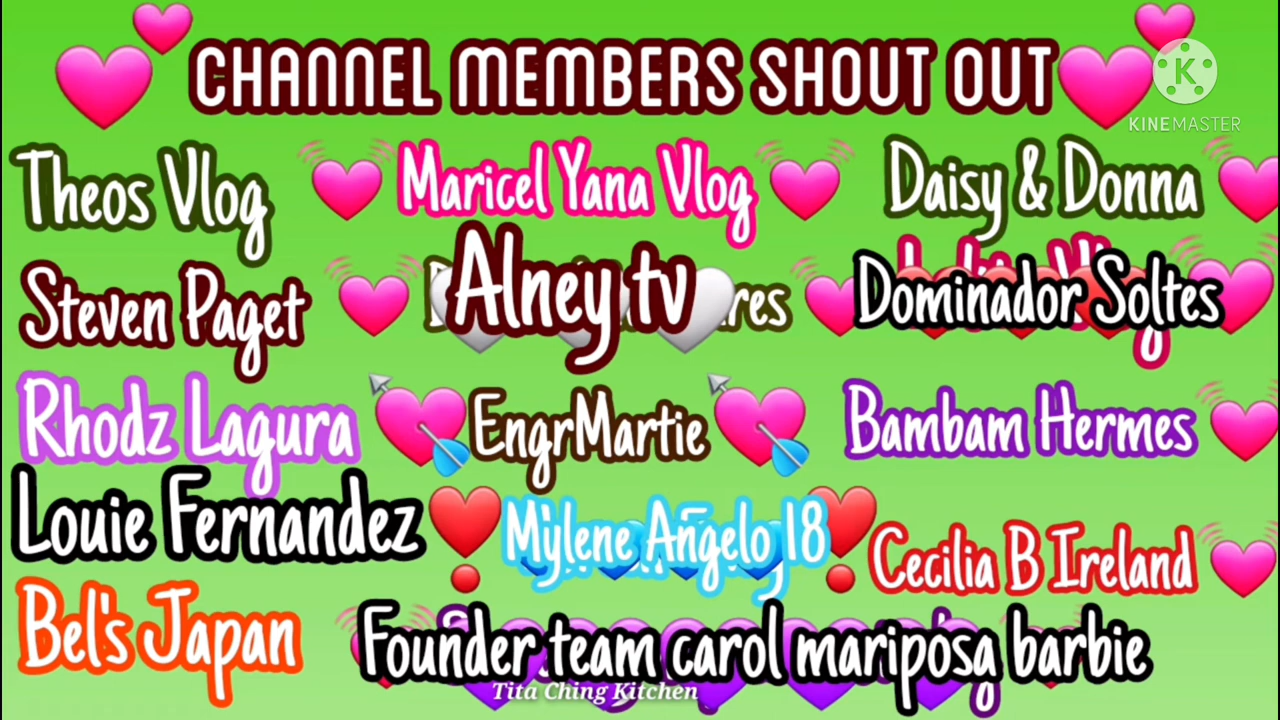 CHANNEL MEMBERS SHOUT OUT
KINEMASTER
Theos Vlog Maricel Yana Vlog Daisy & Donna
Steven Paget Alney tv Dominador Soltes
Rhodz Lagura EngrMartie Bambam Hermes
Louie Fernandez Mylene Angelo 18 Cecilia B Ireland
Bel's Japan Founder team carol mariposa barbie
Tita Ching Kitchen